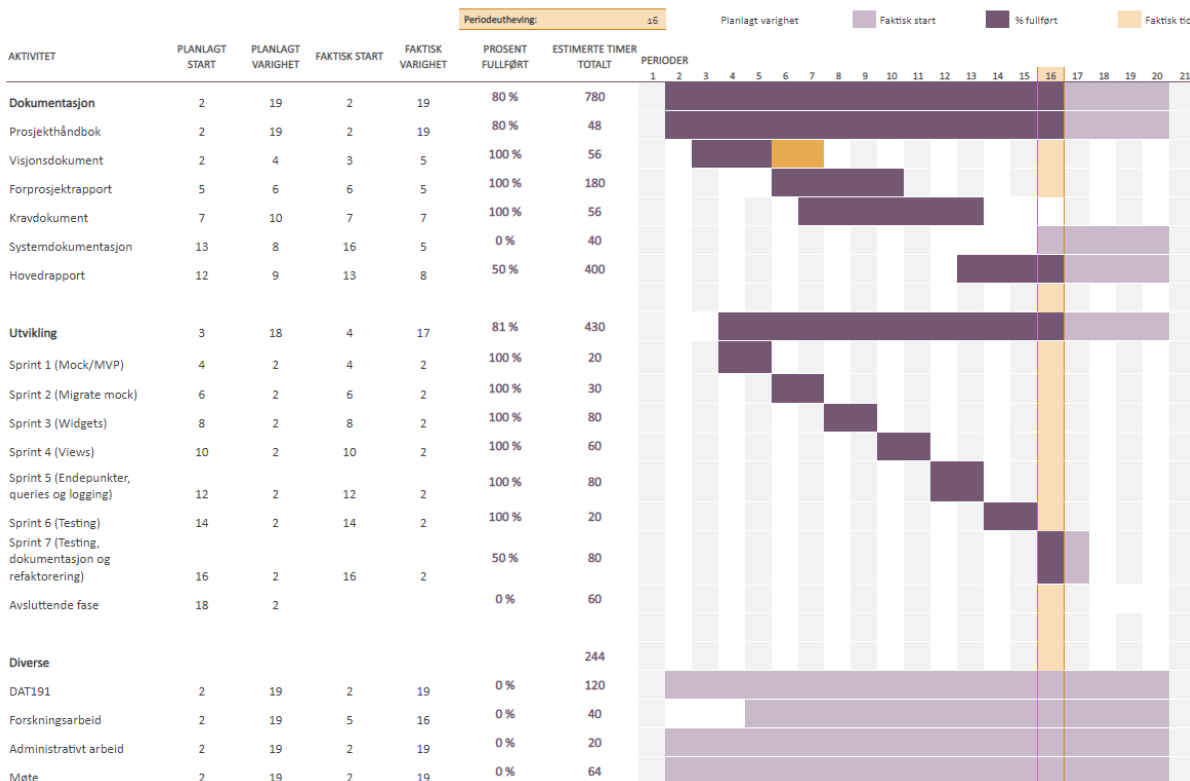 Periodeutheving: 16 Planlagt varighet Faktisk start % fullført Faktisk tid
AKTIVITET PLANLAGT START PLANLAGT VARIGHET FAKTISK START FAKTISK VARIGHET PROSENT FULLFØRT ESTIMERTE TIMER TOTALT PERIODER
1 2 3 4 5 6 7 8 9 10 11 12 13 14 15 16 17 18 19 20 21
Dokumentasjon 2 19 2 19 80 % 780
Prosjekthåndbok 2 19 2 19 80 % 48
Visjonsdokument 2 4 3 5 100 % 56
Forprosjektrapport 5 6 6 5 100 % 180
Kravdokument 7 10 7 7 100 % 56
Systemdokumentasjon 13 8 16 5 0 % 40
Hovedrapport 12 9 13 8 50 % 400
Utvikling 3 18 4 17 81 % 430
Sprint 1 (Mock/MVP) 4 2 4 2 100 % 20
Sprint 2 (Migrate mock) 6 2 6 2 100 % 30
Sprint 3 (Widgets) 8 2 8 2 100 % 80
Sprint 4 (Views) 10 2 10 2 100 % 60
Sprint 5 (Endepunkter,
queries og logging) 12 2 12 2 100 % 80
Sprint 6 (Testing) 14 2 14 2 100 % 20
Sprint 7 (Testing,
dokumentasjon og
refaktorering) 16 2 16 2 50 % 80
Avsluttende fase 18 2 0 % 60
Diverse 244
DAT191 2 19 2 19 0 % 120
Forskningsarbeid 2 19 5 16 0 % 40
Administrativt arbeid 2 19 2 19 0 % 20
Møte 2 19 2 19 0 % 64